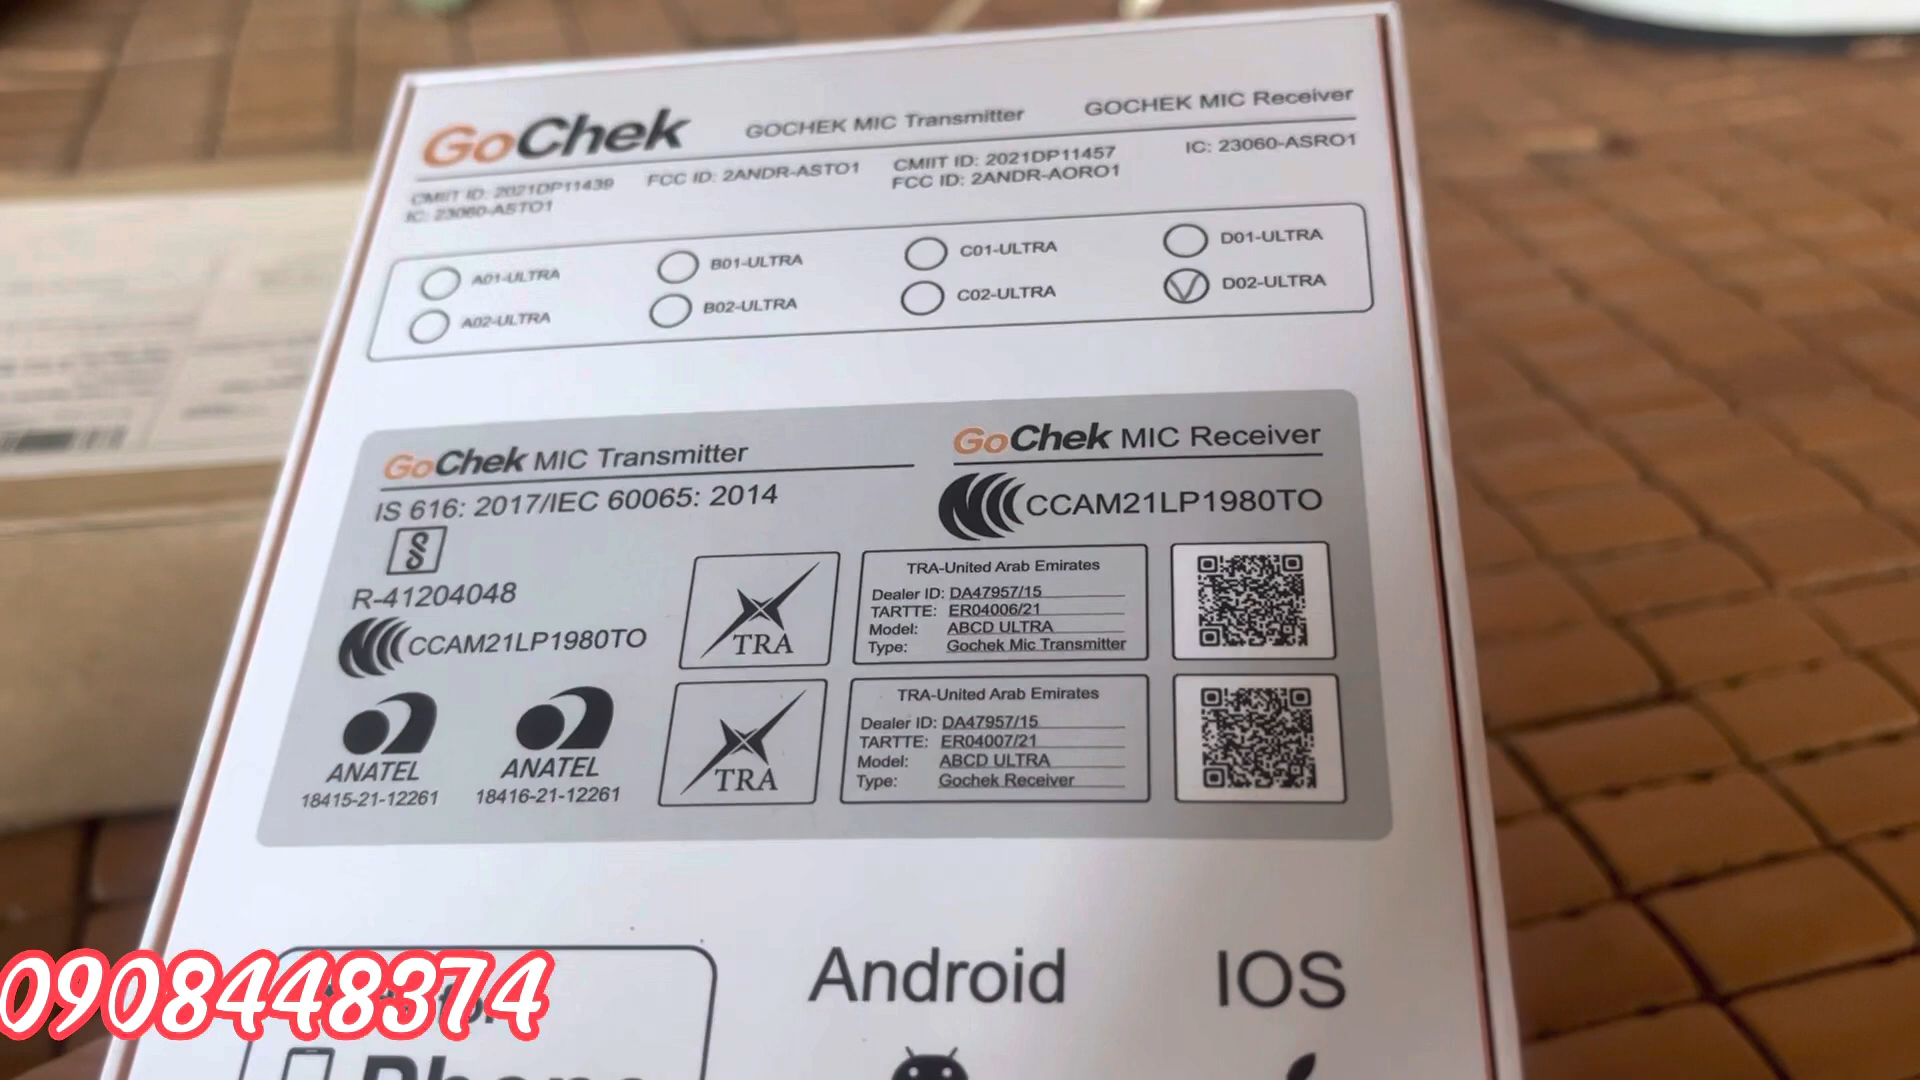 GoChek
GOCHEK MIC Transmitter
GOCHEK MIC Receiver
CMIIT ID: 2021DP11439
FCC ID: 2ANDR-ASTO1
CMIIT ID: 2021DP11457
IC: 23060-ASRO1
IC: 23060-ASTO1
FCC ID: 2ANDR-AORO1
A01-ULTRA
B01-ULTRA
C01-ULTRA
D01-ULTRA
A02-ULTRA
B02-ULTRA
C02-ULTRA
D02-ULTRA
GoChek MIC Transmitter
IS 616: 2017/IEC 60065: 2014
R-41204048
CCAM21LP1980TO
ANATEL
18415-21-12261
ANATEL
18416-21-12261
GoChek MIC Receiver
CCAM21LP1980TO
TRA
TRA-United Arab Emirates
Dealer ID: DA47957/15
TARTTE: ER04006/21
Model: ABCD ULTRA
Type: Gochek Mic Transmitter
TRA
TRA-United Arab Emirates
Dealer ID: DA47957/15
TARTTE: ER04007/21
Model: ABCD ULTRA
Type: Gochek Receiver
Android
IOS
0908448374